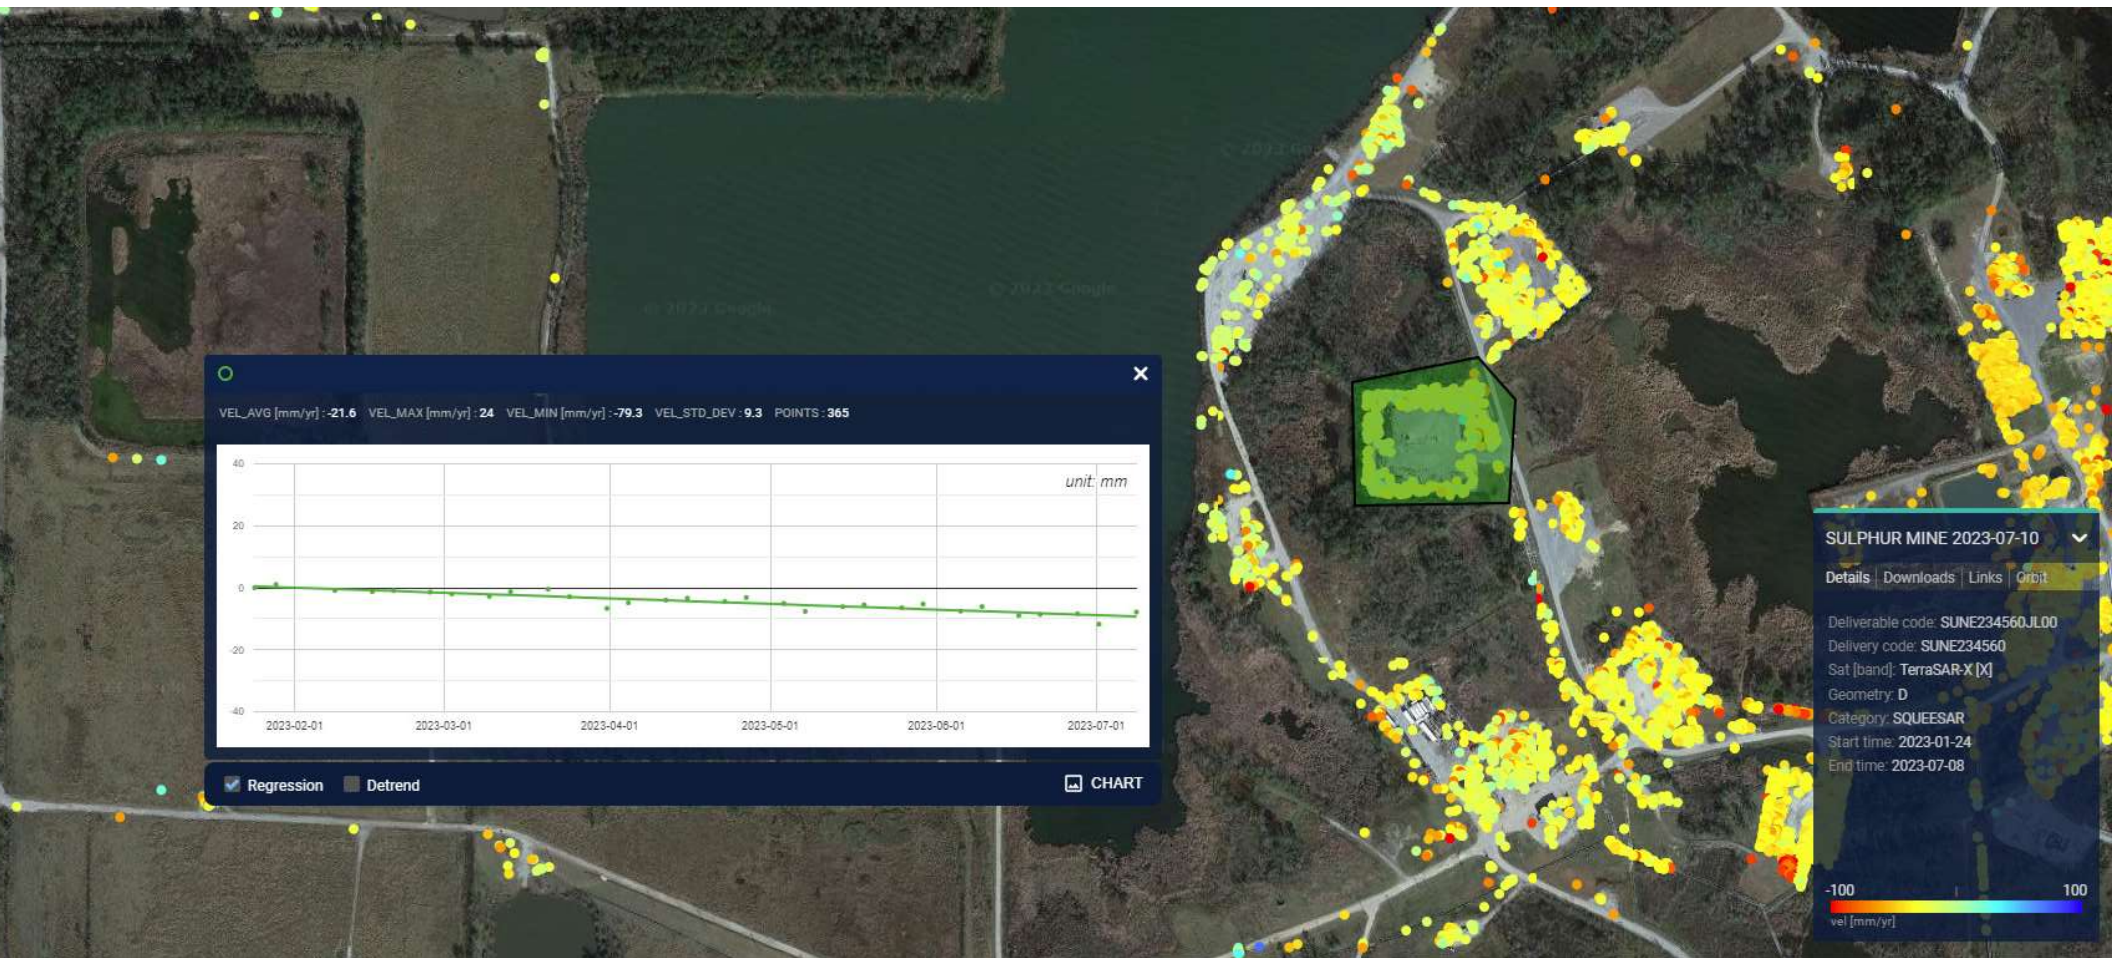 © 2023 Google
© 2023 Google
VEL_AVG [mm/yr] : -21.6 VEL_MAX [mm/yr] : 24 VEL_MIN [mm/yr] : -79.3 VEL_STD_DEV : 9.3 POINTS : 365
unit: mm
40
20
0
-20
-40
2023-02-01 2023-03-01 2023-04-01 2023-05-01 2023-06-01 2023-07-01
Regression Detrend CHART
SULPHUR MINE 2023-07-10
Details | Downloads | Links | Orbit
Deliverable code: SUNE234560JL00
Delivery code: SUNE234560
Sat [band]: TerraSAR-X [X]
Geometry: D
Category: SQUEESAR
Start time: 2023-01-24
End time: 2023-07-08
-100 100
vel [mm/yr]